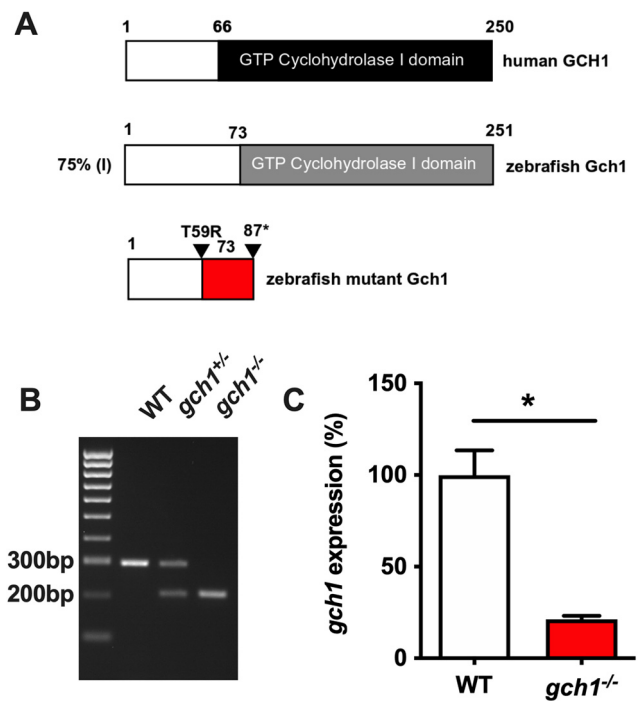 A
1 66 250
GTP Cyclohydrolase I domain human GCH1
1 73 251
75% (I) GTP Cyclohydrolase I domain zebrafish Gch1
T59R 87*
1 73
zebrafish mutant Gch1
B
WT gch1+/- gch1-/-
300bp
200bp
C
gch1 expression (%)
150
100
50
0
*
WT gch1-/-